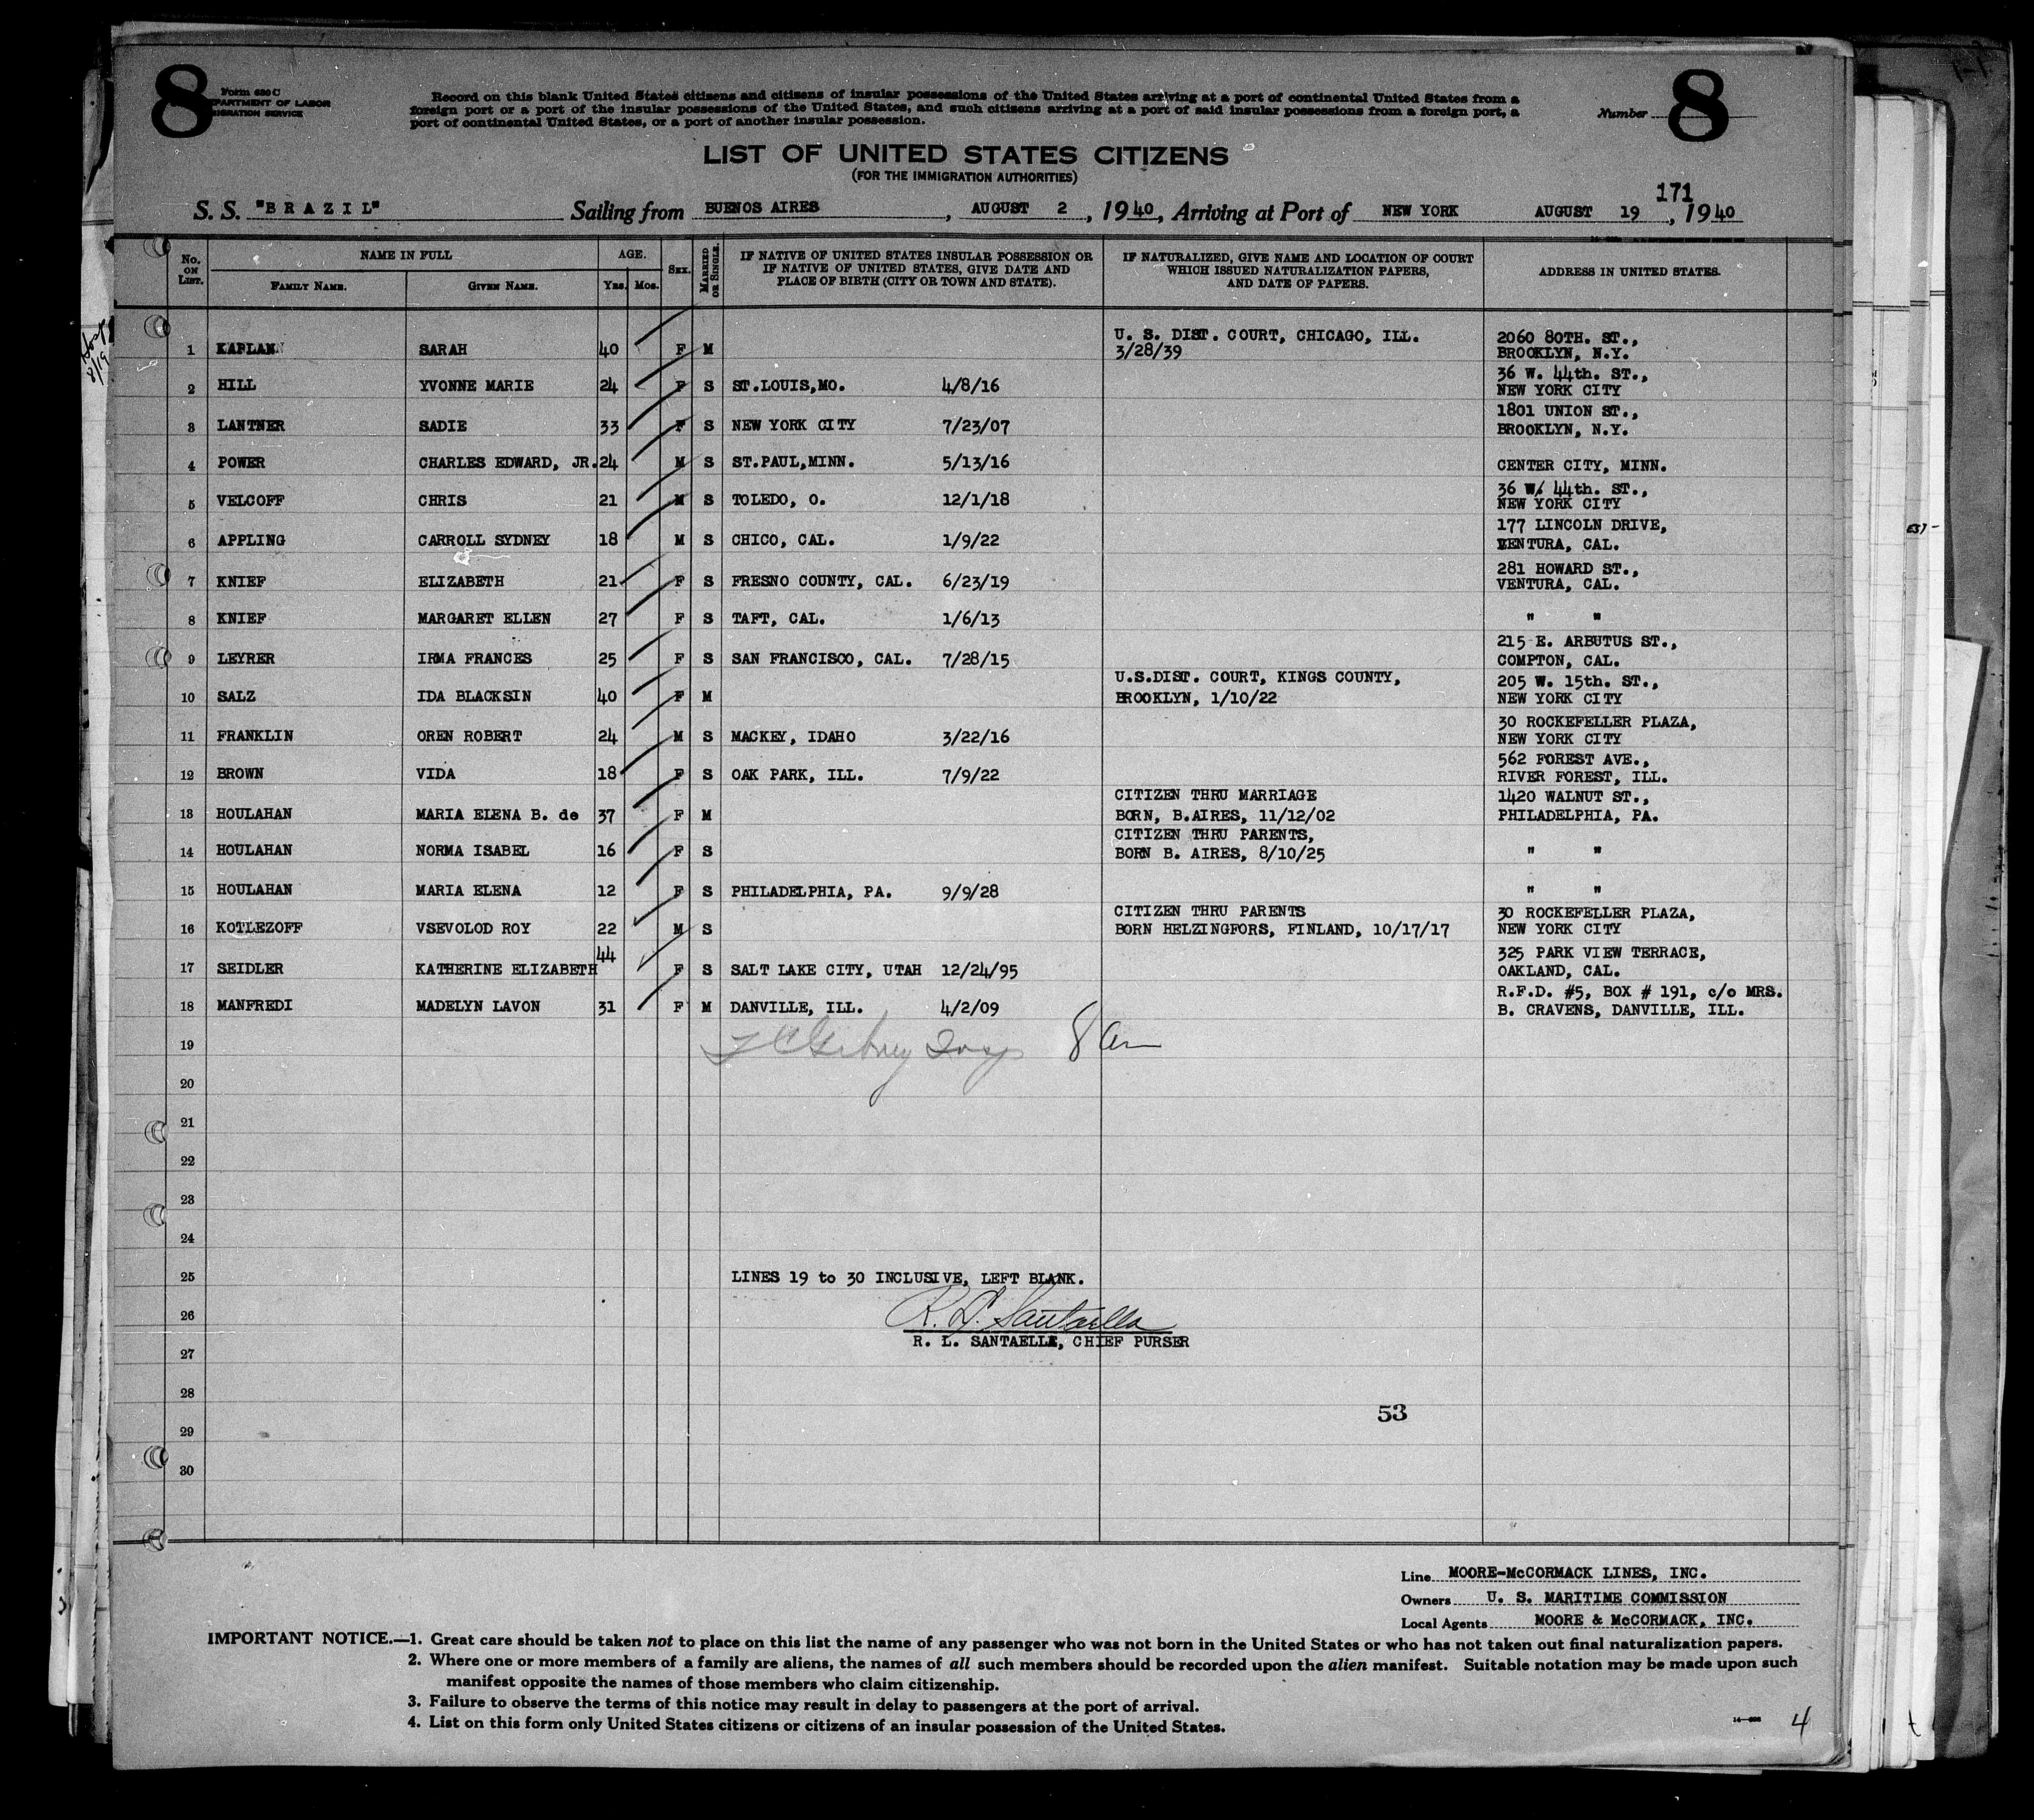 8
Form 630 C
DEPARTMENT OF LABOR
IMMIGRATION SERVICE
Record on this blank United States citizens and citizens of insular possessions of the United States arriving at a port of continental United States from a
foreign port or a port of the insular possessions of the United States, and such citizens arriving at a port of said insular possessions from a foreign port, a
port of continental United States, or a port of another insular possession.
Number 8
LIST OF UNITED STATES CITIZENS
(FOR THE IMMIGRATION AUTHORITIES)
171
S. S. "BRAZIL" Sailing from BUENOS AIRES, AUGUST 2, 1940, Arriving at Port of NEW YORK AUGUST 19, 1940
No. ON LIST. NAME IN FULL FAMILY NAME. GIVEN NAME. AGE. Yrs. Mos. SEX. MARRIED OR SINGLE. IF NATIVE OF UNITED STATES INSULAR POSSESSION OR IF NATIVE OF UNITED STATES, GIVE DATE AND PLACE OF BIRTH (CITY OR TOWN AND STATE). IF NATURALIZED, GIVE NAME AND LOCATION OF COURT WHICH ISSUED NATURALIZATION PAPERS, AND DATE OF PAPERS. ADDRESS IN UNITED STATES.
1 KAPLAN SARAH 40 F M U. S. DIST. COURT, CHICAGO, ILL. 3/28/39 2060 80TH. ST., BROOKLYN, N.Y.
2 HILL YVONNE MARIE 24 F S ST.LOUIS,MO. 4/8/16 36 W. 44th. ST., NEW YORK CITY
3 LANTNER SADIE 33 F S NEW YORK CITY 7/23/07 1801 UNION ST., BROOKLYN, N.Y.
4 POWER CHARLES EDWARD, JR. 24 M S ST.PAUL,MINN. 5/13/16 CENTER CITY, MINN.
5 VELCOFF CHRIS 21 M S TOLEDO, O. 12/1/18 36 W. 44th. ST., NEW YORK CITY
6 APPLING CARROLL SYDNEY 18 M S CHICO, CAL. 1/9/22 177 LINCOLN DRIVE, VENTURA, CAL.
7 KNIEF ELIZABETH 21 F S FRESNO COUNTY, CAL. 6/23/19 281 HOWARD ST., VENTURA, CAL.
8 KNIEF MARGARET ELLEN 27 F S TAFT, CAL. 1/6/13 " "
9 LEYRER IRMA FRANCES 25 F S SAN FRANCISCO, CAL. 7/28/15 215 E. ARBUTUS ST., COMPTON, CAL.
10 SALZ IDA BLACKSIN 40 F M U.S.DIST. COURT, KINGS COUNTY, BROOKLYN, 1/10/22 205 W. 15th. ST., NEW YORK CITY
11 FRANKLIN OREN ROBERT 24 M S MACKEY, IDAHO 3/22/16 30 ROCKEFELLER PLAZA, NEW YORK CITY
12 BROWN VIDA 18 F S OAK PARK, ILL. 7/9/22 562 FOREST AVE., RIVER FOREST, ILL.
13 HOULAHAN MARIA ELENA B. de 37 F M CITIZEN THRU MARRIAGE BORN, B.AIRES, 11/12/02 1420 WALNUT ST., PHILADELPHIA, PA.
14 HOULAHAN NORMA ISABEL 16 F S CITIZEN THRU PARENTS, BORN B. AIRES, 8/10/25 " "
15 HOULAHAN MARIA ELENA 12 F S PHILADELPHIA, PA. 9/9/28 " "
16 KOTLEZOFF VSEVOLOD ROY 22 M S CITIZEN THRU PARENTS BORN HELZINGFORS, FINLAND, 10/17/17 30 ROCKEFELLER PLAZA, NEW YORK CITY
17 SEIDLER KATHERINE ELIZABETH 44 F S SALT LAKE CITY, UTAH 12/24/95 325 PARK VIEW TERRACE, OAKLAND, CAL.
18 MANFREDI MADELYN LAVON 31 F M DANVILLE, ILL. 4/2/09 R.F.D. #5, BOX # 191, c/o MRS. B. CRAVENS, DANVILLE, ILL.
19
20
21
22
23
24
25 LINES 19 to 30 INCLUSIVE, LEFT BLANK.
26 R. L. Santaella
R. L. SANTAELLE, CHIEF PURSER
27
28
53
29
30
Line MOORE-McCORMACK LINES, INC.
Owners U. S. MARITIME COMMISSION
Local Agents MOORE & McCORMACK, INC.
IMPORTANT NOTICE.—1. Great care should be taken not to place on this list the name of any passenger who was not born in the United States or who has not taken out final naturalization papers.
2. Where one or more members of a family are aliens, the names of all such members should be recorded upon the alien manifest. Suitable notation may be made upon such
manifest opposite the names of those members who claim citizenship.
3. Failure to observe the terms of this notice may result in delay to passengers at the port of arrival.
4. List on this form only United States citizens or citizens of an insular possession of the United States.
4